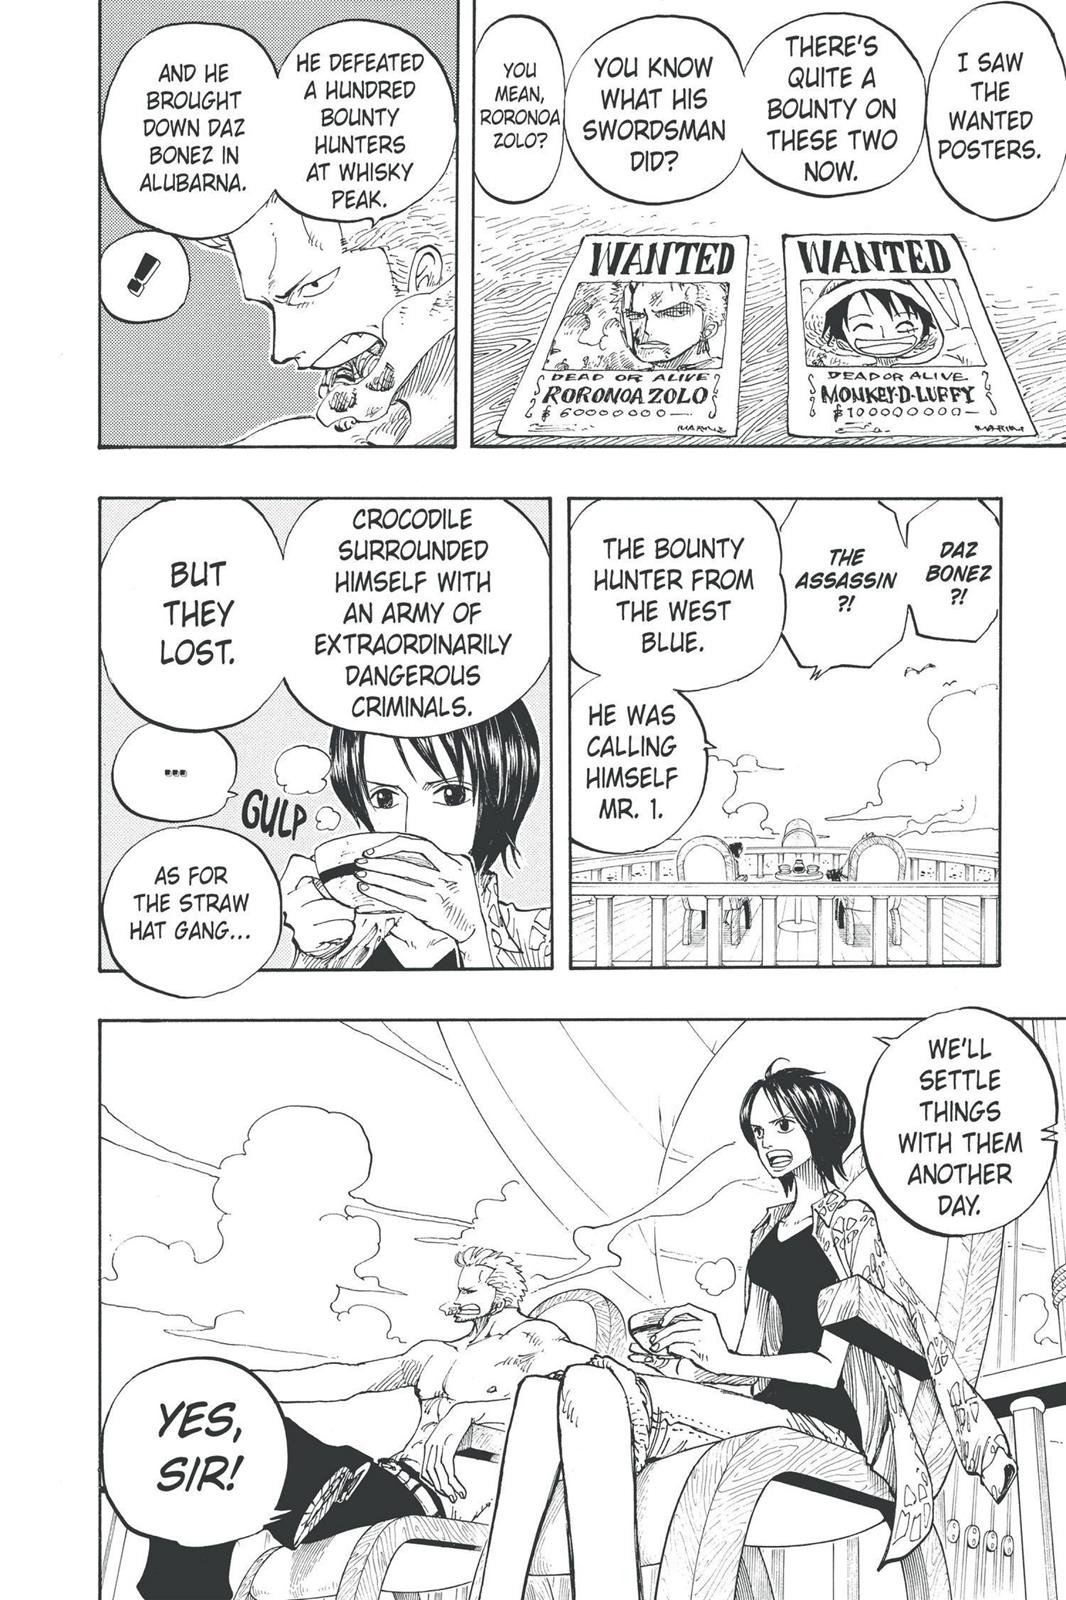 I SAW
THE
WANTED
POSTERS.
THERE'S
QUITE A
BOUNTY ON
THESE TWO
NOW.
YOU KNOW
WHAT HIS
SWORDSMAN
DID?
YOU
MEAN,
RORONOA
ZOLO?
WANTED
DEAD OR ALIVE
MONKEY·D·LUFFY
฿100000000—
MARINE
WANTED
DEAD OR ALIVE
RORONOA ZOLO
฿60000000—
MARINE
HE DEFEATED
A HUNDRED
BOUNTY
HUNTERS
AT WHISKY
PEAK.
AND HE
BROUGHT
DOWN DAZ
BONEZ IN
ALUBARNA.
!
DAZ
BONEZ
?!
THE
ASSASSIN
?!
THE BOUNTY
HUNTER FROM
THE WEST
BLUE.
HE WAS
CALLING
HIMSELF
MR. 1.
CROCODILE
SURROUNDED
HIMSELF WITH
AN ARMY OF
EXTRAORDINARILY
DANGEROUS
CRIMINALS.
BUT
THEY
LOST.
...
GULP
AS FOR
THE STRAW
HAT GANG...
WE'LL
SETTLE
THINGS
WITH THEM
ANOTHER
DAY.
YES,
SIR!